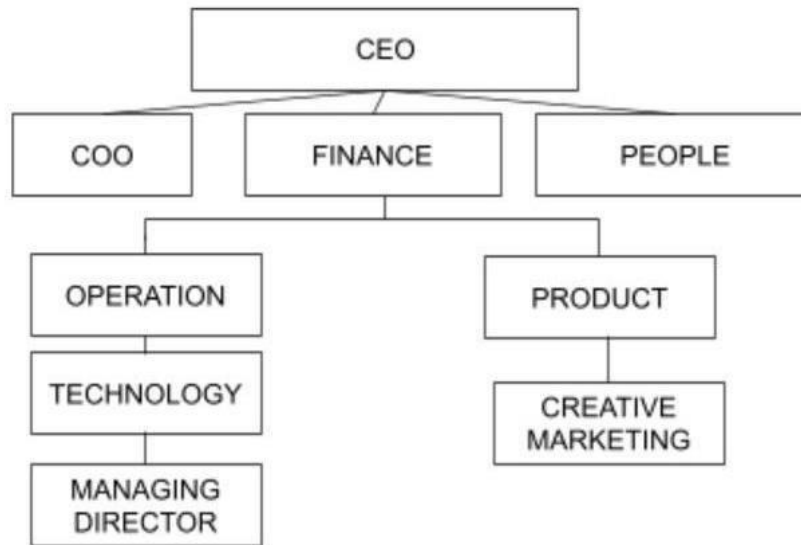 CEO
COO
FINANCE
PEOPLE
OPERATION
PRODUCT
TECHNOLOGY
CREATIVE
MARKETING
MANAGING
DIRECTOR